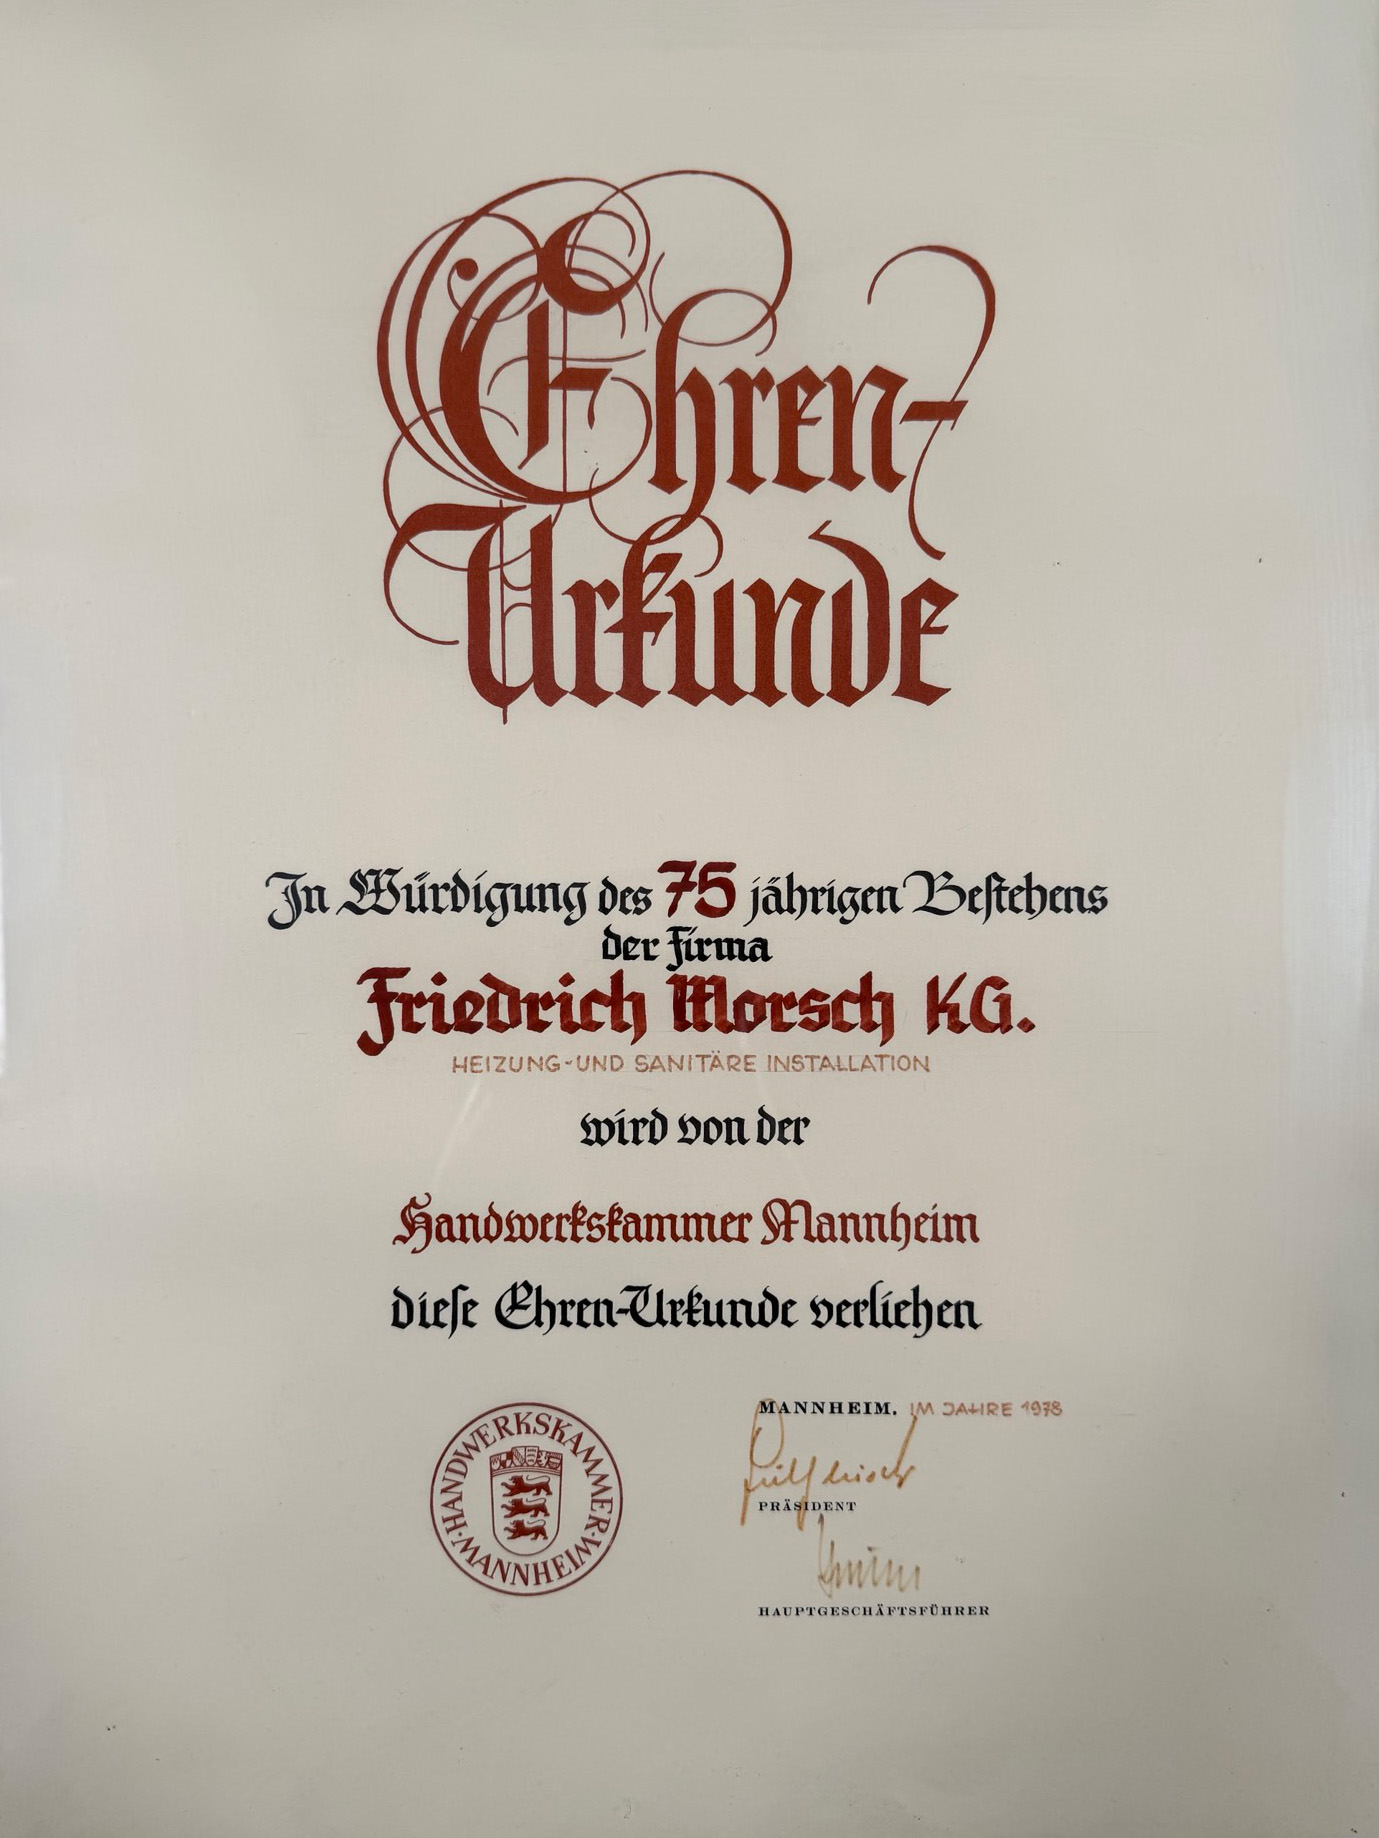 Ehren-
Urkunde
In Würdigung des 75 jährigen Beſtehens
der Firma
Friedrich Morsch KG.
HEIZUNG-UND SANITÄRE INSTALLATION
wird von der
Handwerkskammer Mannheim
dieſe Ehren-Urkunde verliehen
HANDWERKSKAMMER·MANNHEIM·
MANNHEIM. IM JAHRE 1978
PRÄSIDENT
HAUPTGESCHÄFTSFÜHRER